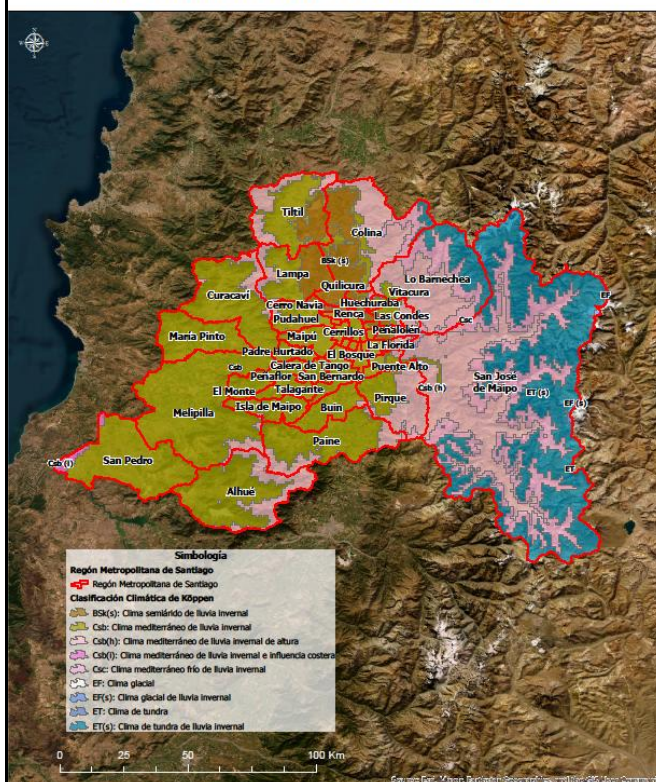 N
Tiltil
Colina
BSk (s)
Lampa
Lo Barnechea
Quilicura
Vitacura
Curacaví
EF
Huechuraba
Cerro Navia
Renca
Las Condes
Csc
Pudahuel
Cerrillos
Peñalolén
María Pinto
Maipú
La Florida
Padre Hurtado
El Bosque
Csb
Calera de Tango
Puente Alto
San José
de Maipo
Peñaflor
San Bernardo
Csb (h)
ET (s)
El Monte
Talagante
Pirque
EF (s)
Melipilla
Isla de Maipo
Buin
Paine
Csb (i)
San Pedro
ET
Alhué
Simbología
Regón Metropolitana de Santiago
Regón Metropolitana de Santiago
Clasificación Climática de Köppen
BSk(s): Clima semiárido de lluvia invernal
Csb: Clima mediterráneo de lluvia invernal
Csb(h): Clima mediterráneo de lluvia invernal de altura
Csb(i): Clima mediterráneo de lluvia invernal e influencia costera
Csc: Clima mediterráneo frío de lluvia invernal
EF: Clima glacial
EF(s): Clima glacial de lluvia invernal
ET: Clima de tundra
ET(s): Clima de tundra de lluvia invernal
0 25 50 100 Km